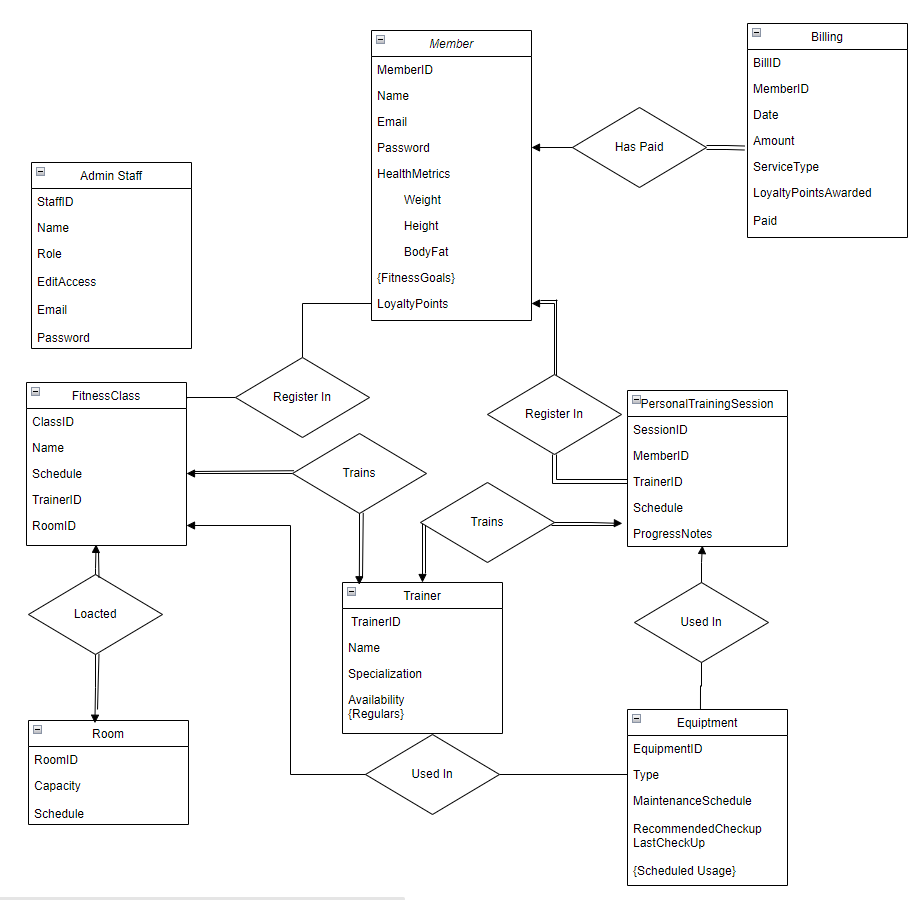 Member
MemberID
Name
Email
Password
HealthMetrics
Weight
Height
BodyFat
{FitnessGoals}
LoyaltyPoints
Billing
BillID
MemberID
Date
Amount
ServiceType
LoyaltyPointsAwarded
Paid
Has Paid
Admin Staff
StaffID
Name
Role
EditAccess
Email
Password
FitnessClass
ClassID
Name
Schedule
TrainerID
RoomID
Register In
Register In
PersonalTrainingSession
SessionID
MemberID
TrainerID
Schedule
ProgressNotes
Trains
Trains
Trainer
TrainerID
Name
Specialization
Availability
{Regulars}
Loacted
Used In
Room
RoomID
Capacity
Schedule
Used In
Equiptment
EquipmentID
Type
MaintenanceSchedule
RecommendedCheckup
LastCheckUp
{Scheduled Usage}